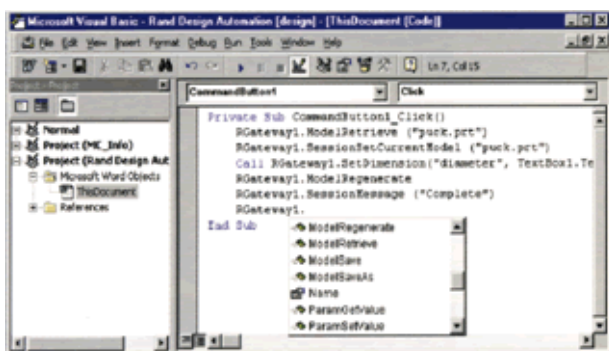 Microsoft Visual Basic - Rand Design Automation [design] - [ThisDocument (Code)]
File Edit View Insert Format Debug Run Tools Window Help
Ln 7, Col 15
Project - Project
CommandButton1
Click
Normal
Project (MC_Info)
Project (Rand Design Aut
Microsoft Word Objects
ThisDocument
References
Private Sub CommandButton1_Click()
RGateway1.ModelRetrieve ("puck.prt")
RGateway1.SessionSetCurrentModel ("puck.prt")
Call RGateway1.SetDimension("diameter", TextBox1.Te
RGateway1.ModelRegenerate
RGateway1.SessionMessage ("Complete")
RGateway1.
End Sub
ModelRegenerate
ModelRetrieve
ModelSave
ModelSaveAs
Name
ParamGetValue
ParamSetValue